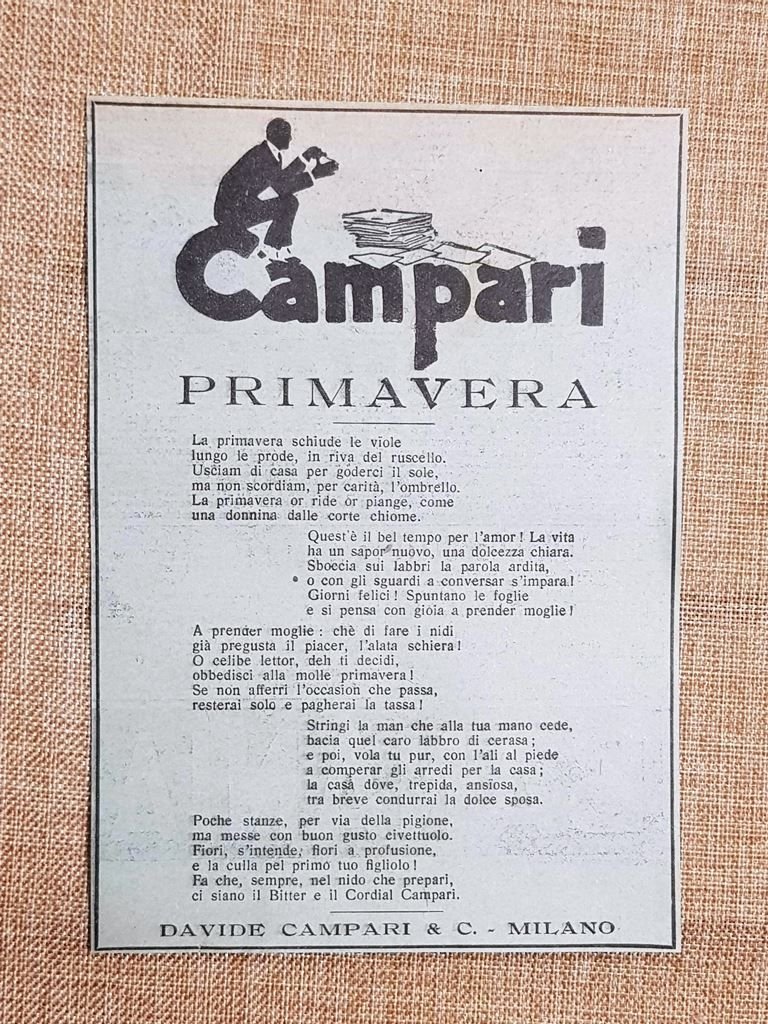 Campari
PRIMAVERA
La primavera schiude le viole
lungo le prode, in riva del ruscello.
Usciam di casa per goderci il sole,
ma non scordiam, per carità, l'ombrello.
La primavera or ride or piange, come
una donnina dalle corte chiome.
Quest'è il bel tempo per l'amor! La vita
ha un sapor nuovo, una dolcezza chiara.
Sboccia sui labbri la parola ardita,
o con gli sguardi a conversar s'impara!
Giorni felici! Spuntano le foglie
e si pensa con gioia a prender moglie!
A prender moglie: chè di fare i nidi
già pregusta il piacer, l'alata schiera!
O celibe lettor, deh ti decidi,
obbedisci alla molle primavera!
Se non afferri l'occasion che passa,
resterai solo e pagherai la tassa!
Stringi la man che alla tua mano cede,
bacia quel caro labbro di cerasa;
e poi, vola tu pur, con l'ali al piede
a comperar gli arredi per la casa;
la casa dove, trepida, ansiosa,
tra breve condurrai la dolce sposa.
Poche stanze, per via della pigione,
ma messe con buon gusto civettuolo.
Fiori, s'intende, fiori a profusione,
e la culla pel primo tuo figliolo!
Fa che, sempre, nel nido che prepari,
ci siano il Bitter e il Cordial Campari.
DAVIDE CAMPARI & C. - MILANO